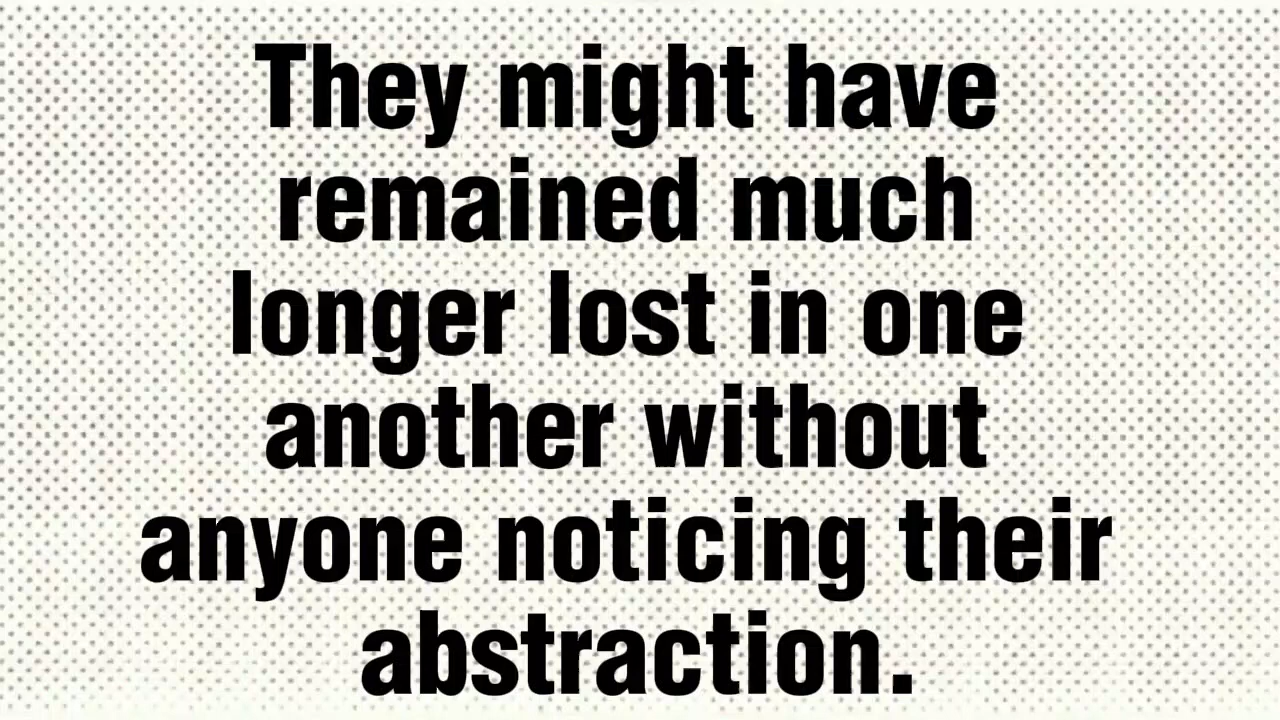 They might have
remained much
longer lost in one
another without
anyone noticing their
abstraction.